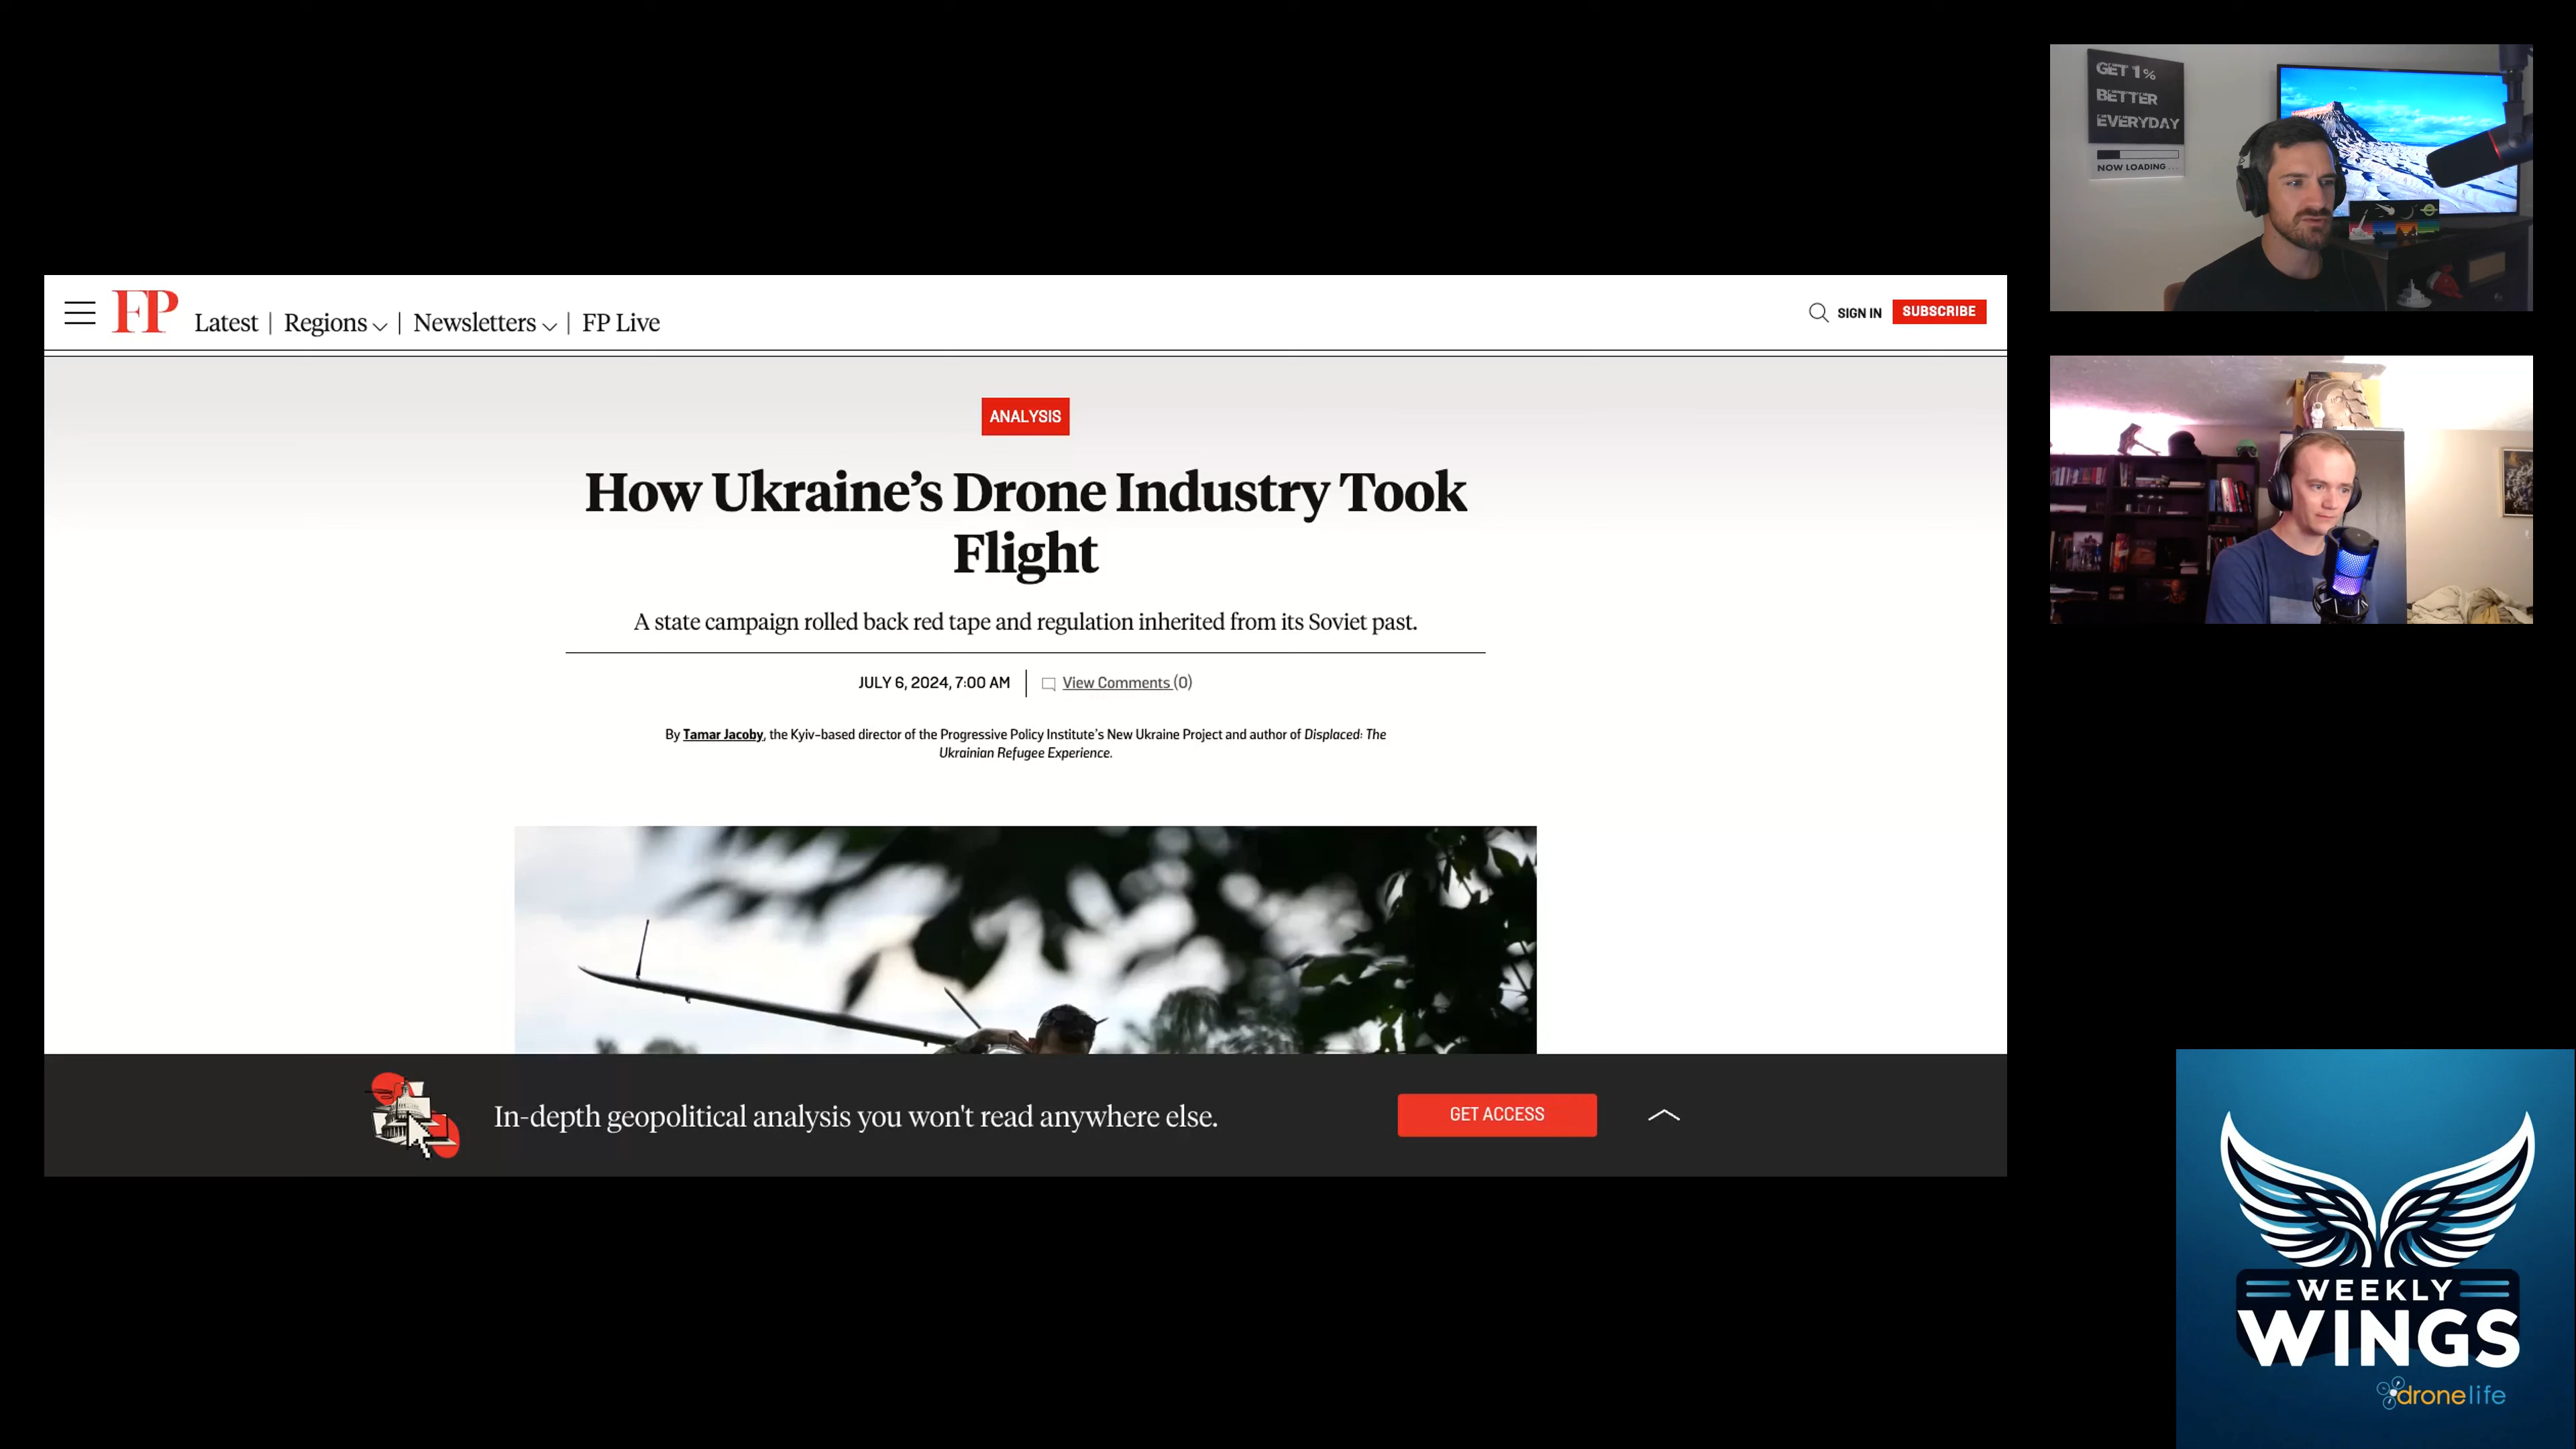 FP
Latest | Regions | Newsletters | FP Live
SIGN IN
SUBSCRIBE
ANALYSIS
How Ukraine’s Drone Industry Took
Flight
A state campaign rolled back red tape and regulation inherited from its Soviet past.
JULY 6, 2024, 7:00 AM
View Comments (0)
By Tamar Jacoby, the Kyiv-based director of the Progressive Policy Institute’s New Ukraine Project and author of Displaced: The
Ukrainian Refugee Experience.
In-depth geopolitical analysis you won't read anywhere else.
GET ACCESS
GET 1%
BETTER
EVERYDAY
NOW LOADING...
WEEKLY
WINGS
dronelife